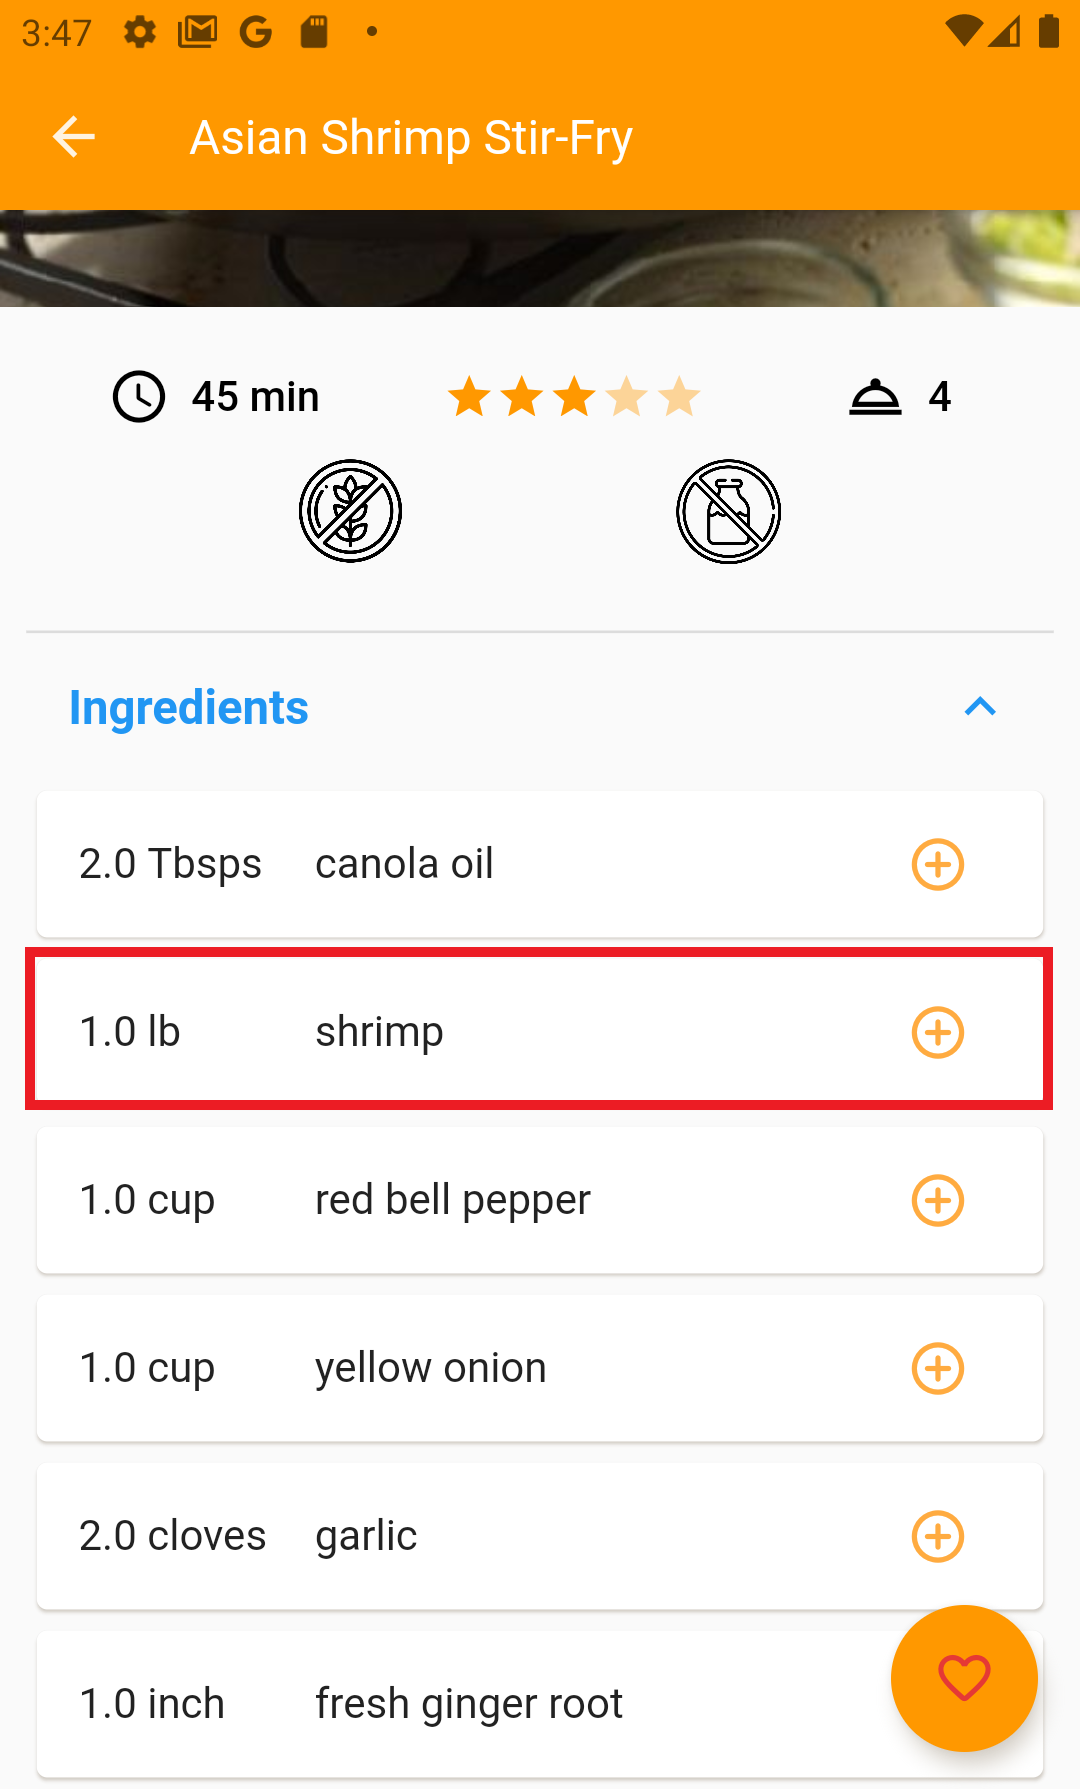 3:47
Asian Shrimp Stir-Fry
45 min 4
Ingredients
2.0 Tbsps canola oil
1.0 lb shrimp
1.0 cup red bell pepper
1.0 cup yellow onion
2.0 cloves garlic
1.0 inch fresh ginger root